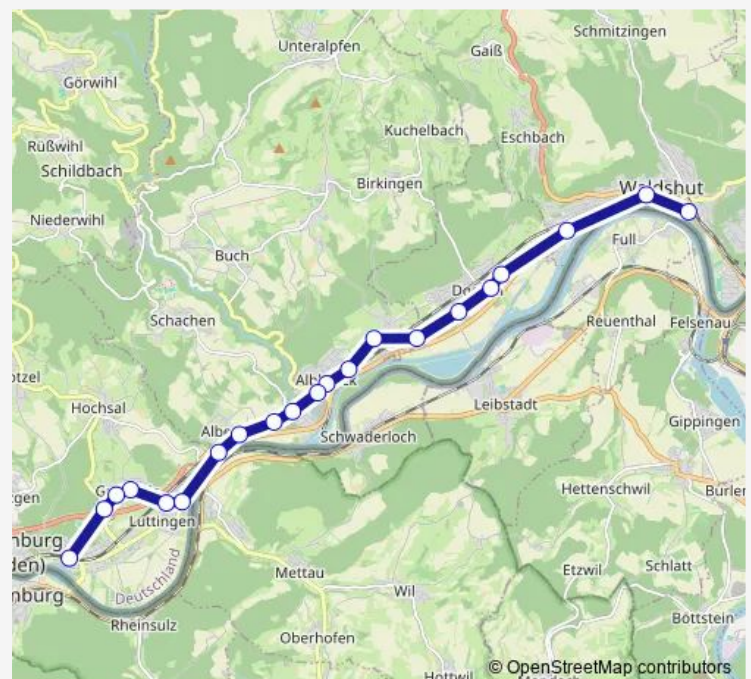 Schmitzingen
Unteralpfen
Gaiß
Görwihl
Kuchelbach
Eschbach
Rüßwihl
Schildbach
Birkingen
Waldshut
Niederwihl
Full
Buch
Schachen
Reuenthal
Felsenau
Hochsal
Leibstadt
Schwaderloch
Gippingen
Hettenschwil
Luttingen
Deutschland
Mettau
Etzwil
Schlatt
Wil
Rheinsulz
Böttstein
Oberhofen
© OpenStreetMap contributors